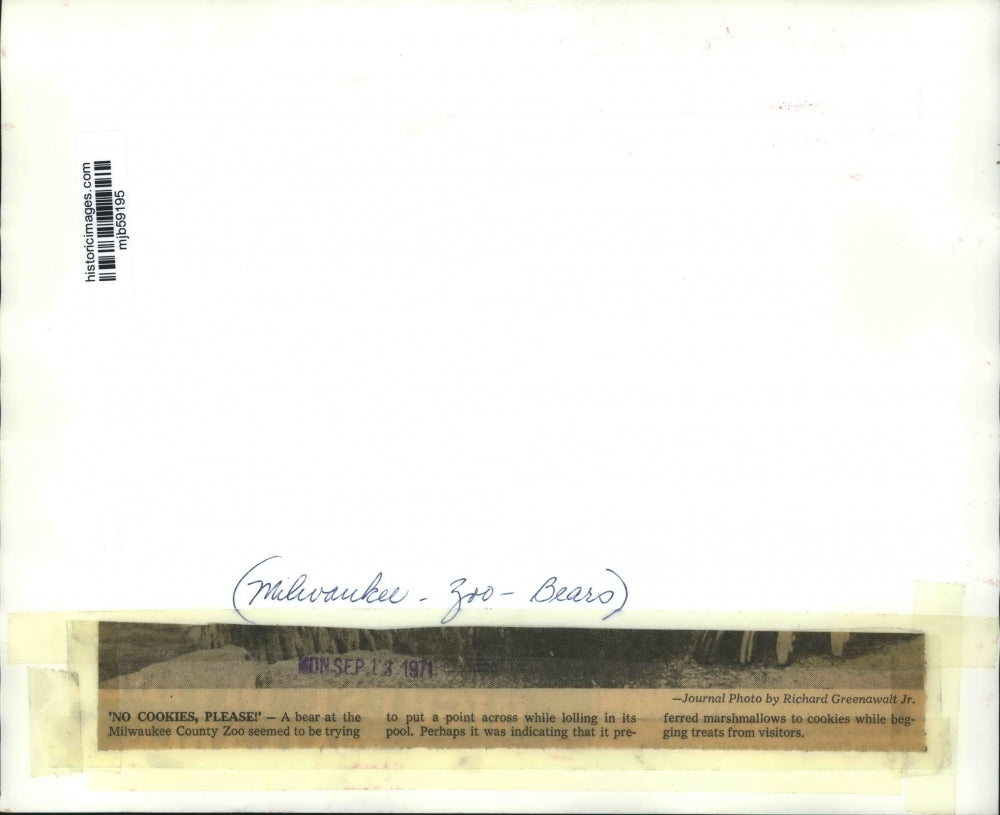 historicimages.com
mjb59195
(Milwaukee - Zoo - Bears)
MON SEP 13 1971
—Journal Photo by Richard Greenawalt Jr.
'NO COOKIES, PLEASE!' — A bear at the
Milwaukee County Zoo seemed to be trying
to put a point across while lolling in its
pool. Perhaps it was indicating that it pre-
ferred marshmallows to cookies while beg-
ging treats from visitors.